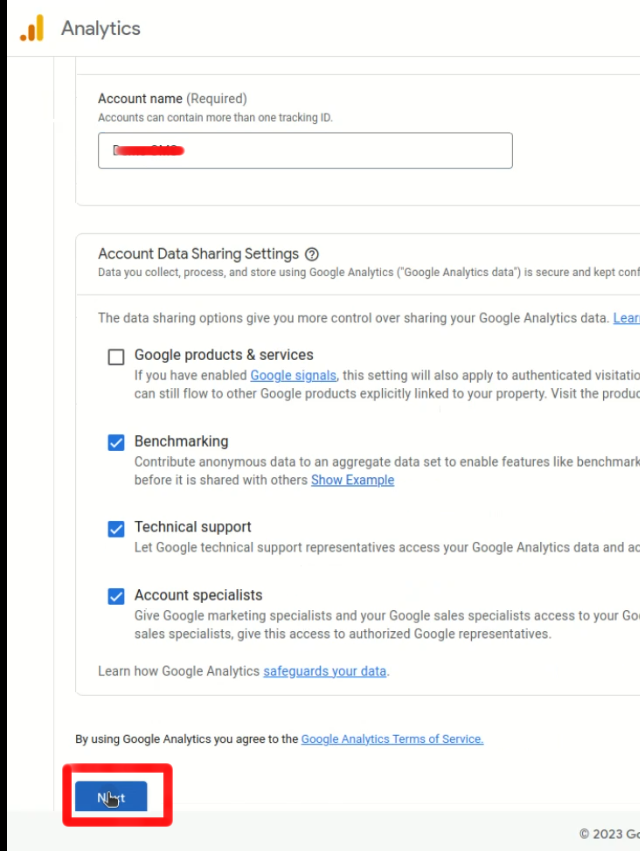 Analytics
Account name (Required)
Accounts can contain more than one tracking ID.
Account Data Sharing Settings
Data you collect, process, and store using Google Analytics ("Google Analytics data") is secure and kept conf
The data sharing options give you more control over sharing your Google Analytics data. Lear
Google products & services
If you have enabled Google signals, this setting will also apply to authenticated visitatio
can still flow to other Google products explicitly linked to your property. Visit the produc
Benchmarking
Contribute anonymous data to an aggregate data set to enable features like benchmark
before it is shared with others Show Example
Technical support
Let Google technical support representatives access your Google Analytics data and ac
Account specialists
Give Google marketing specialists and your Google sales specialists access to your Goo
sales specialists, give this access to authorized Google representatives.
Learn how Google Analytics safeguards your data.
By using Google Analytics you agree to the Google Analytics Terms of Service.
Next
© 2023 Go